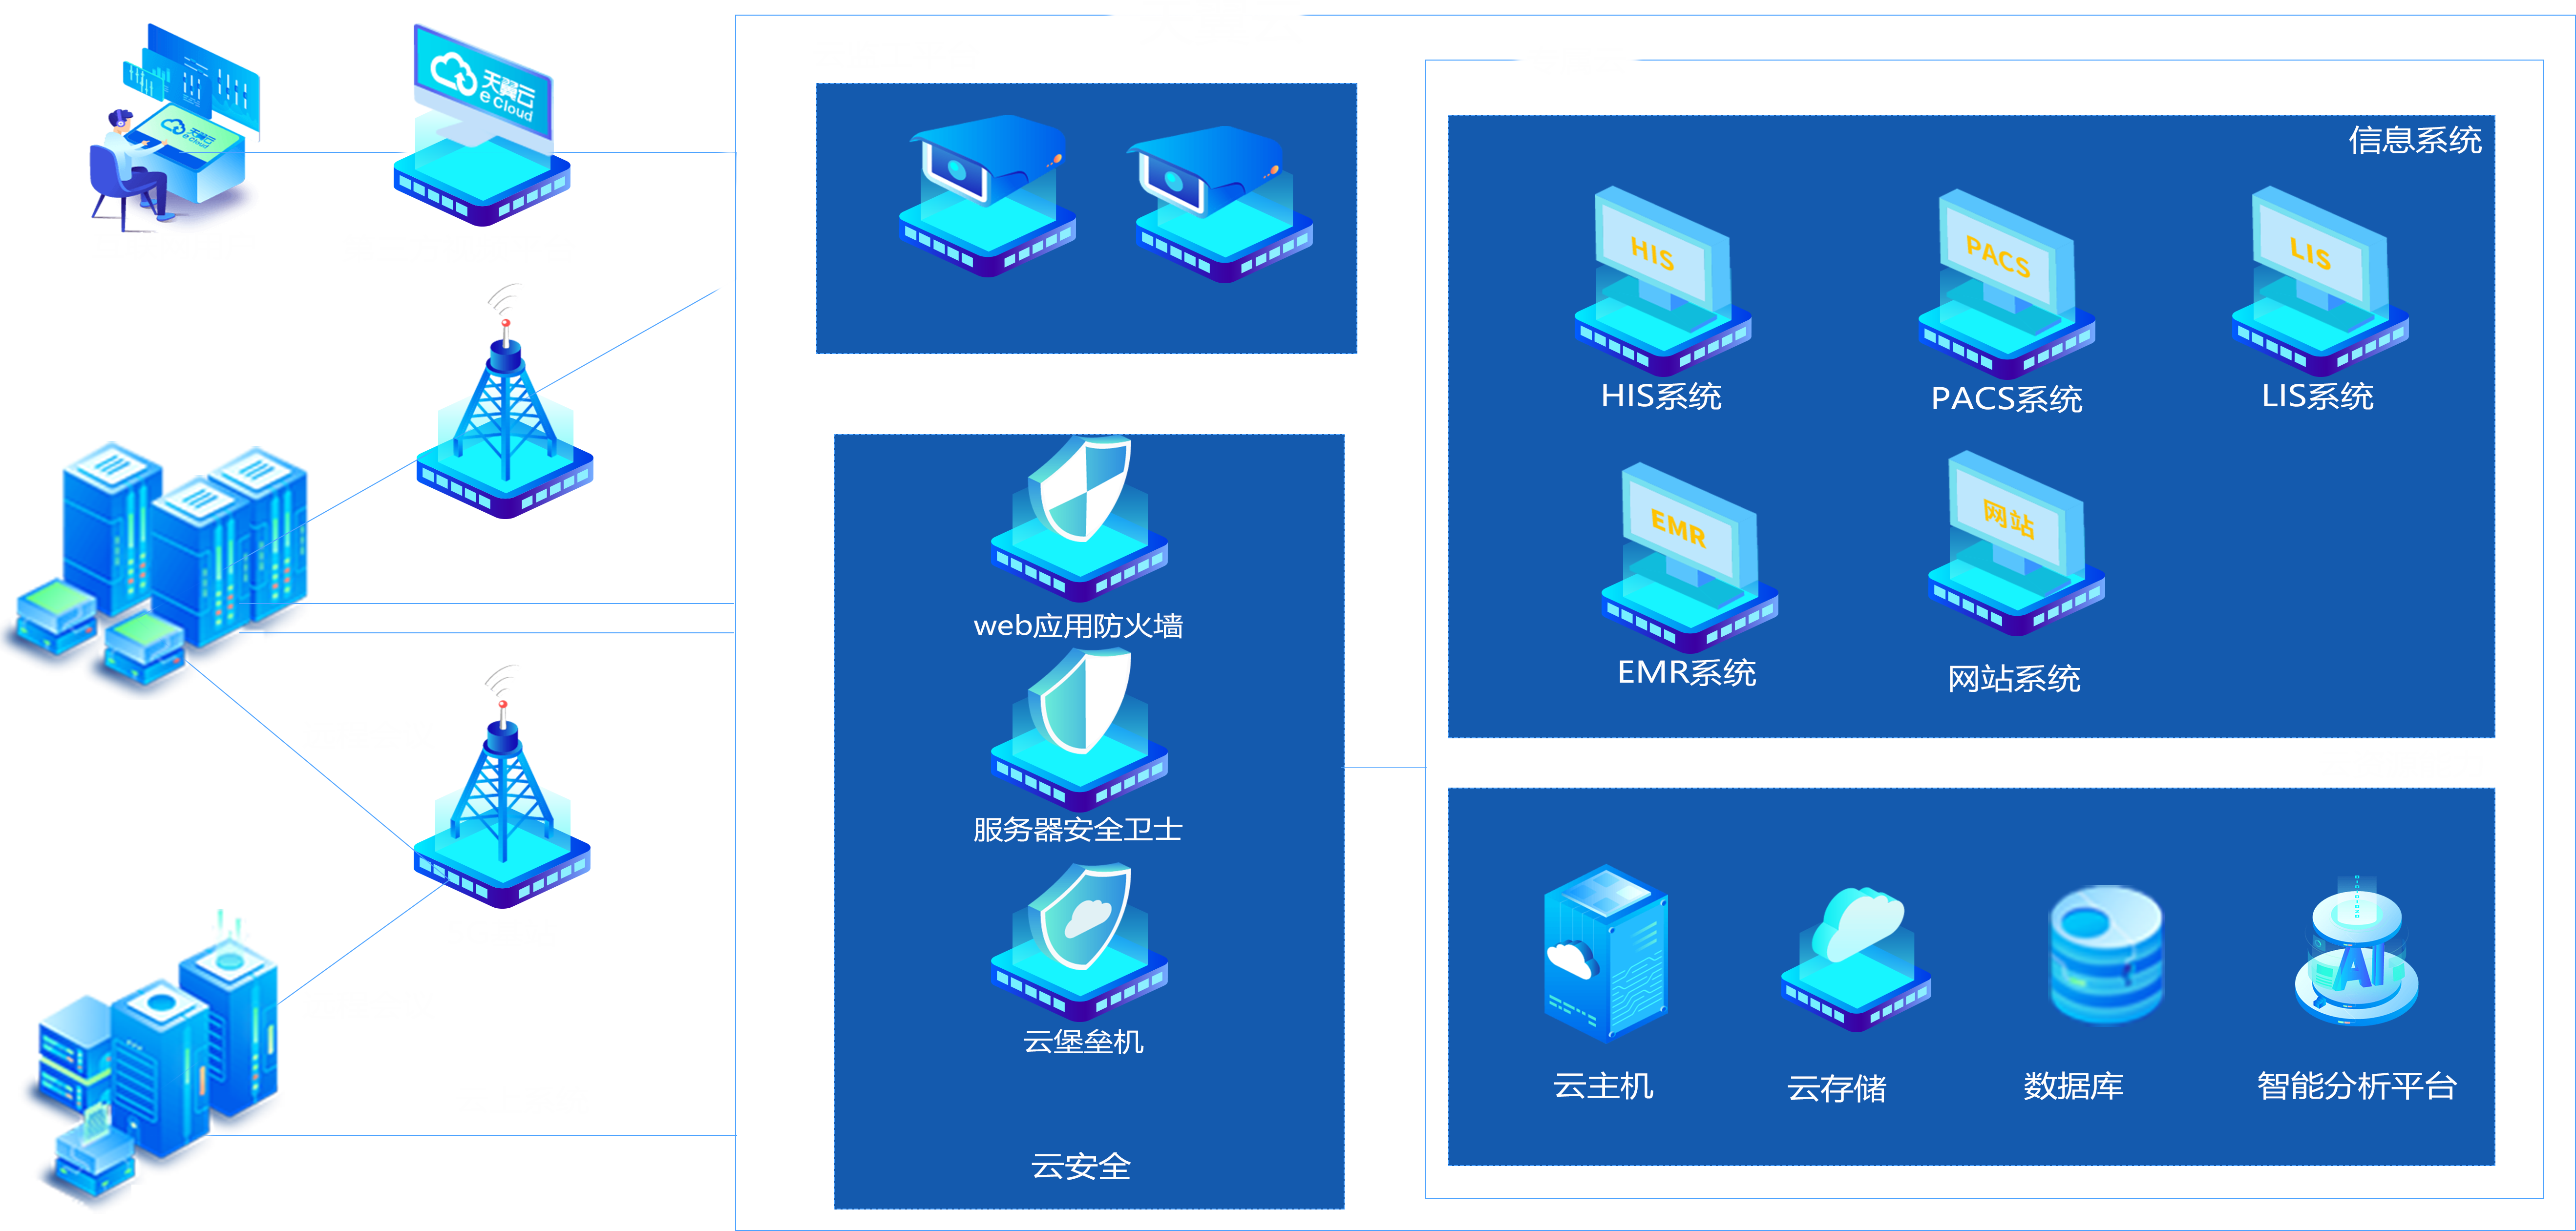 天翼云
e Cloud
天翼云
e Cloud
信息系统
HIS
PACS
LIS
HIS系统
PACS系统
LIS系统
EMR
网站
EMR系统
网站系统
web应用防火墙
服务器安全卫士
云堡垒机
云安全
AI
云主机
云存储
数据库
智能分析平台